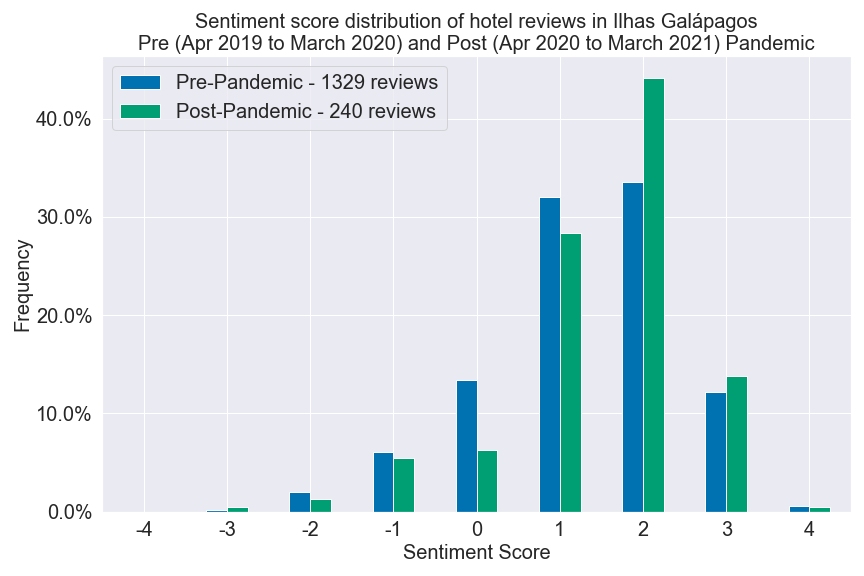 Sentiment score distribution of hotel reviews in Ilhas Galápagos
Pre (Apr 2019 to March 2020) and Post (Apr 2020 to March 2021) Pandemic
Pre-Pandemic - 1329 reviews
Post-Pandemic - 240 reviews
Frequency
40.0%
30.0%
20.0%
10.0%
0.0%
-4 -3 -2 -1 0 1 2 3 4
Sentiment Score